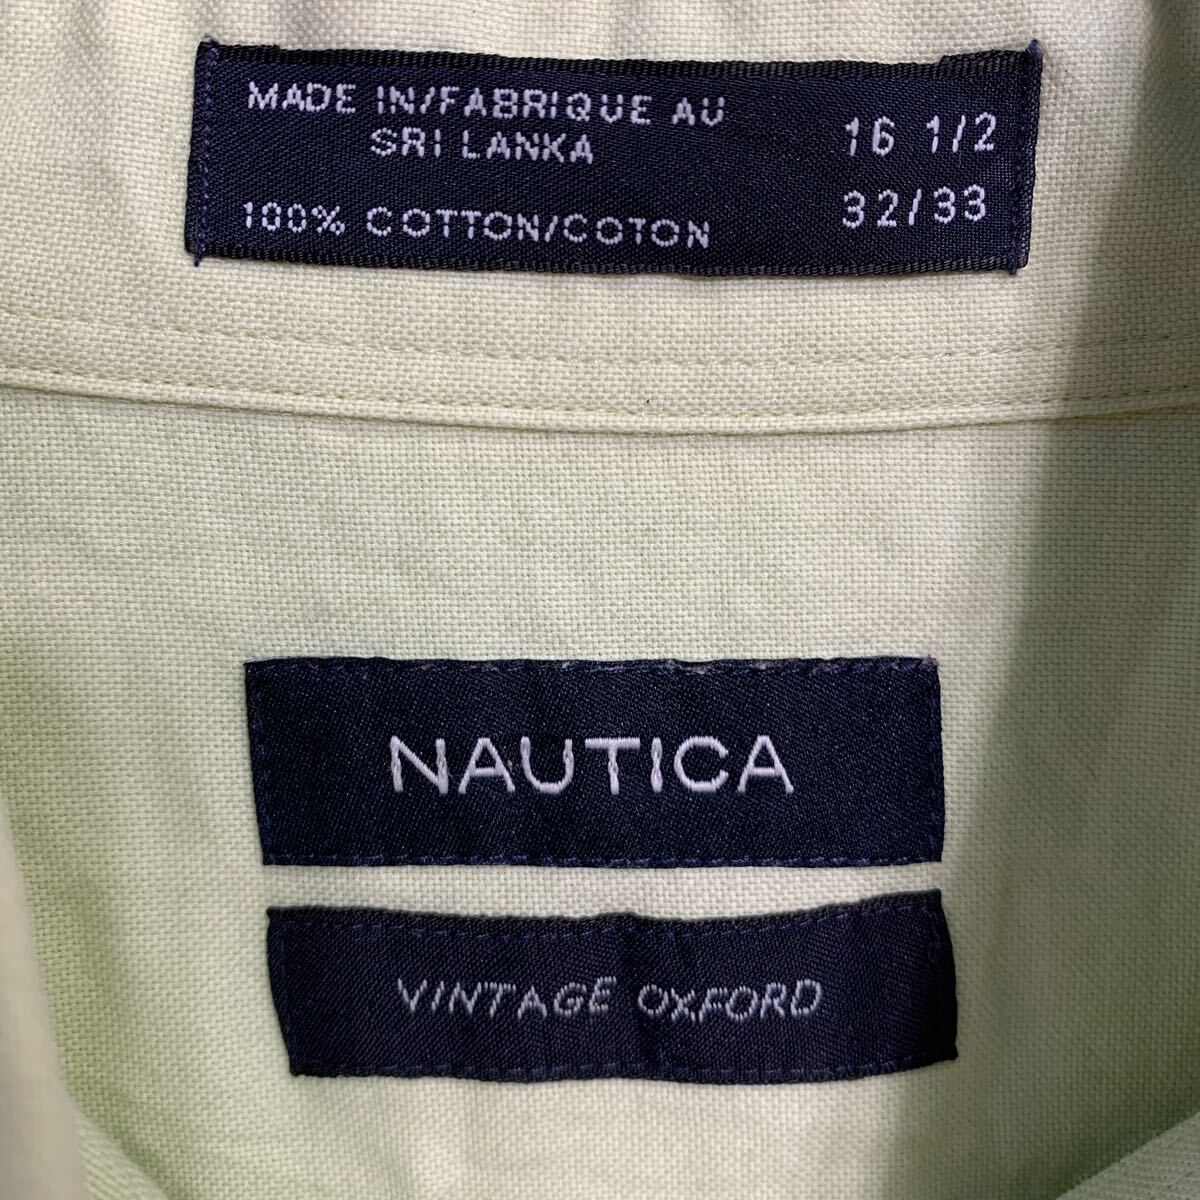 MADE IN/FABRIQUE AU
SRI LANKA
100% COTTON/COTON
16 1/2
32/33
NAUTICA
VINTAGE OXFORD